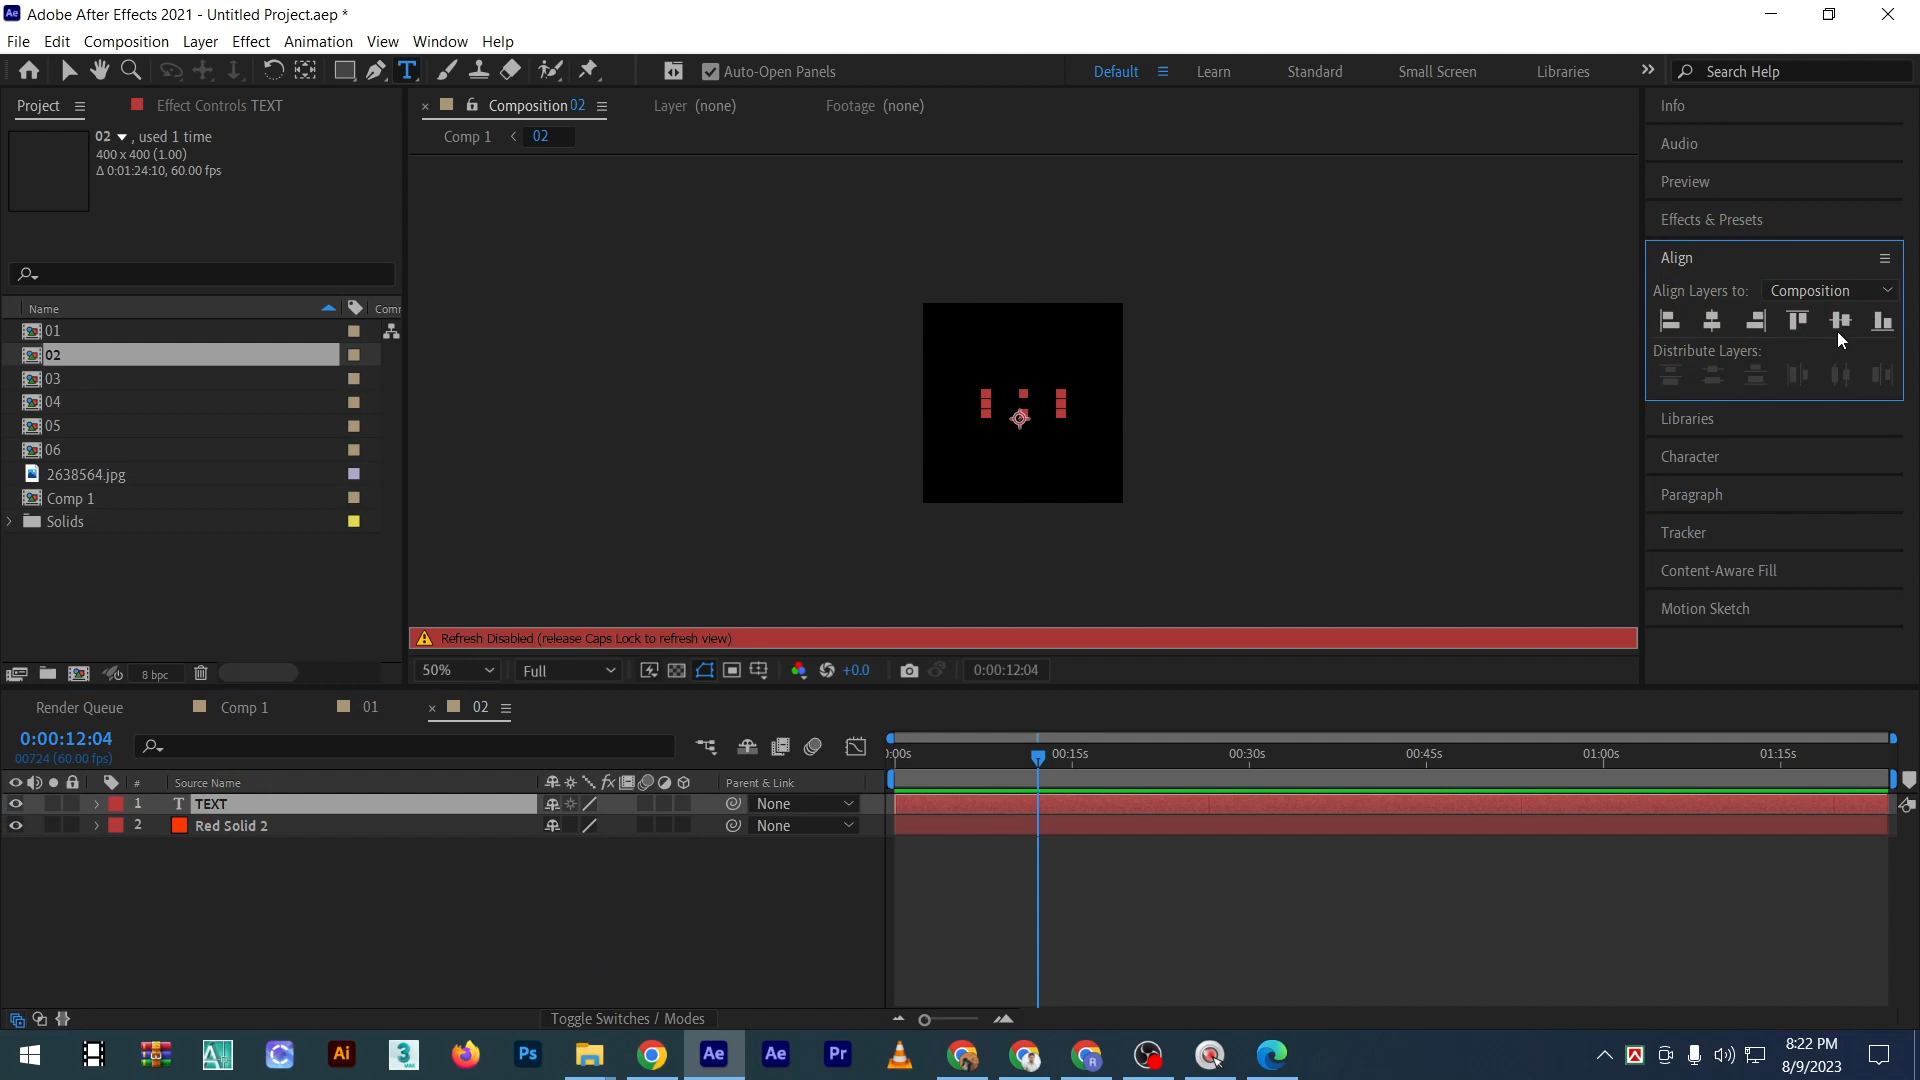 Adobe After Effects 2021 - Untitled Project.aep *
File Edit Composition Layer Effect Animation View Window Help
Auto-Open Panels
Default Learn Standard Small Screen Libraries Search Help
Project Effect Controls TEXT
02 , used 1 time
400 x 400 (1.00)
Δ 0:01:24:10, 60.00 fps
Name Comr
01
02
03
04
05
06
2638564.jpg
Comp 1
Solids
8 bpc
Composition 02 Layer (none) Footage (none)
Comp 1 02
Refresh Disabled (release Caps Lock to refresh view)
50% Full +0.0 0:00:12:04
Info
Audio
Preview
Effects & Presets
Align
Align Layers to: Composition
Distribute Layers:
Libraries
Character
Paragraph
Tracker
Content-Aware Fill
Motion Sketch
Render Queue Comp 1 01 02
0:00:12:04
00724 (60.00 fps)
# Source Name Parent & Link
1 T TEXT None
2 Red Solid 2 None
):00s 00:15s 00:30s 00:45s 01:00s 01:15s
Toggle Switches / Modes
8:22 PM
8/9/2023